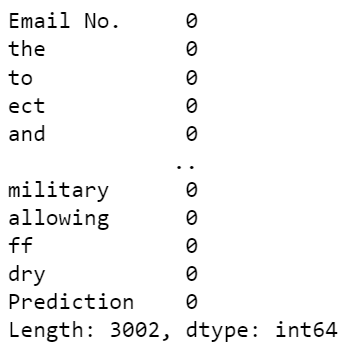 Email No.     0
the           0
to            0
ect           0
and           0
             ..
military      0
allowing      0
ff            0
dry           0
Prediction    0
Length: 3002, dtype: int64